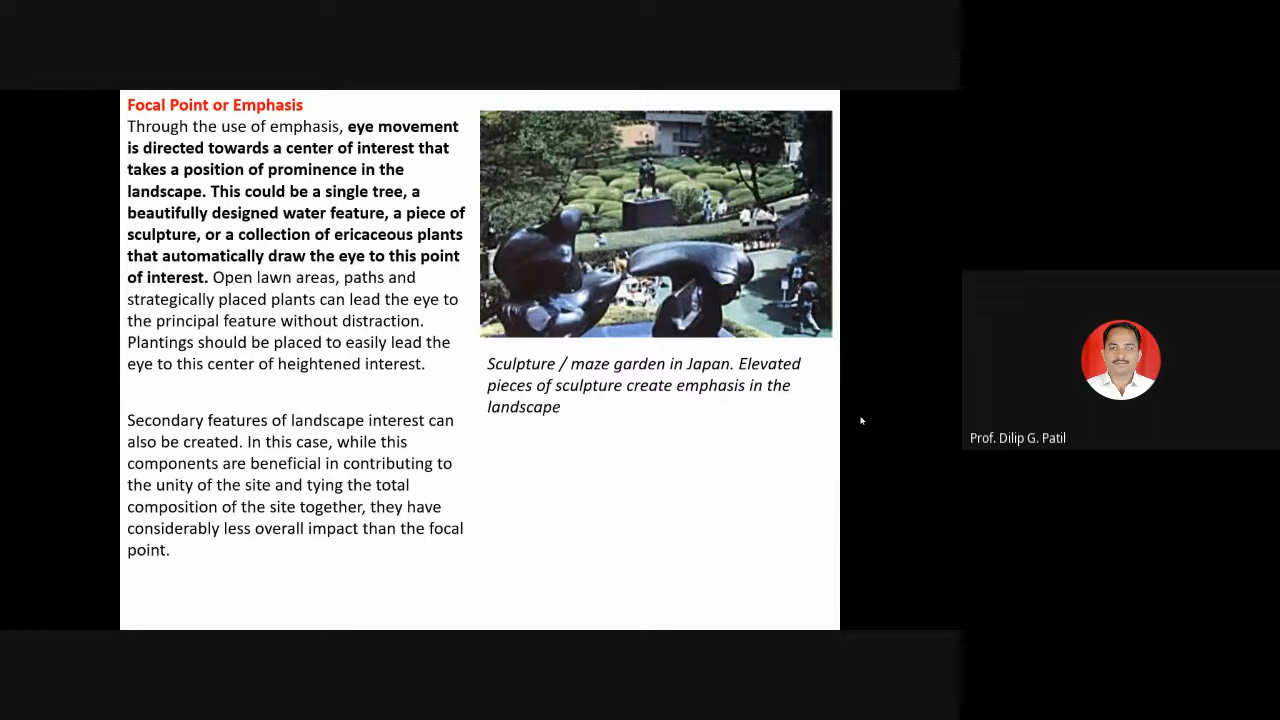 Focal Point or Emphasis
Through the use of emphasis, eye movement
is directed towards a center of interest that
takes a position of prominence in the
landscape. This could be a single tree, a
beautifully designed water feature, a piece of
sculpture, or a collection of ericaceous plants
that automatically draw the eye to this point
of interest. Open lawn areas, paths and
strategically placed plants can lead the eye to
the principal feature without distraction.
Plantings should be placed to easily lead the
eye to this center of heightened interest.
Secondary features of landscape interest can
also be created. In this case, while this
components are beneficial in contributing to
the unity of the site and tying the total
composition of the site together, they have
considerably less overall impact than the focal
point.
Sculpture / maze garden in Japan. Elevated
pieces of sculpture create emphasis in the
landscape
Prof. Dilip G. Patil